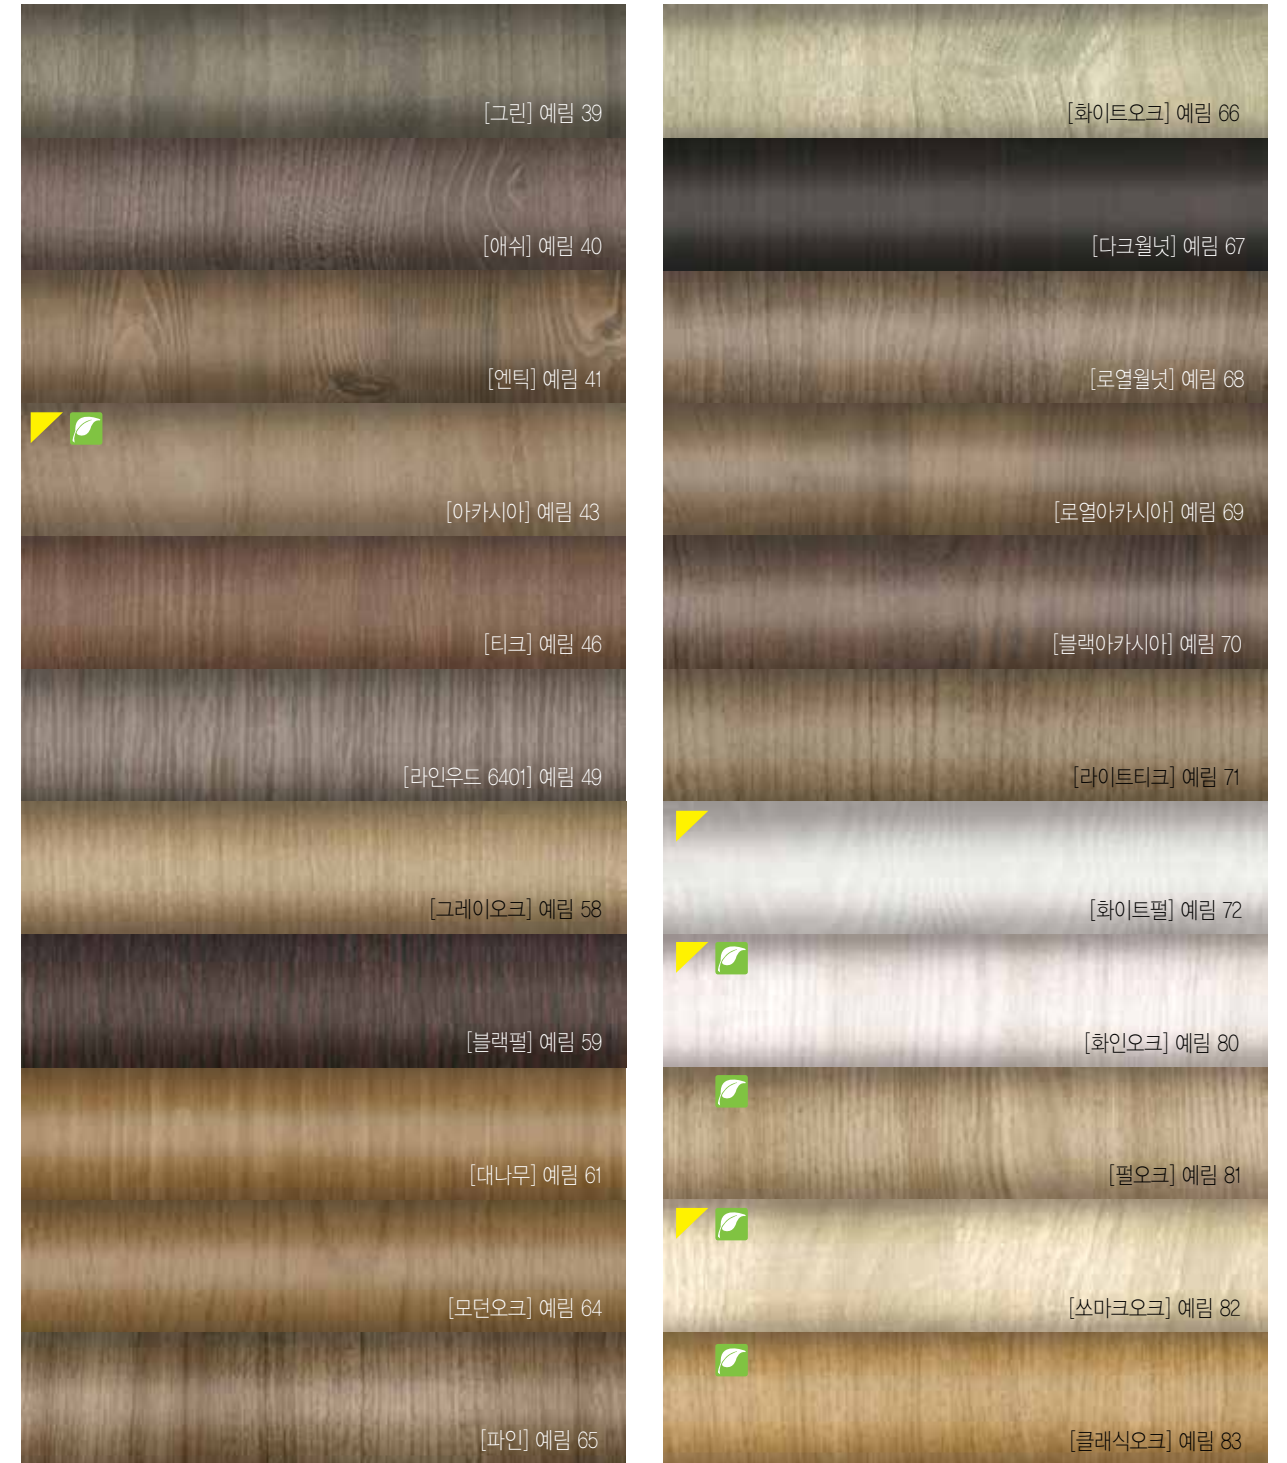 [그린] 예림 39
[애쉬] 예림 40
[엔틱] 예림 41
[아카시아] 예림 43
[티크] 예림 46
[라인우드 6401] 예림 49
[그레이오크] 예림 58
[블랙펄] 예림 59
[대나무] 예림 61
[모던오크] 예림 64
[파인] 예림 65
[화이트오크] 예림 66
[다크월넛] 예림 67
[로열월넛] 예림 68
[로열아카시아] 예림 69
[블랙아카시아] 예림 70
[라이트티크] 예림 71
[화이트펄] 예림 72
[화인오크] 예림 80
[펄오크] 예림 81
[쏘마크오크] 예림 82
[클래식오크] 예림 83